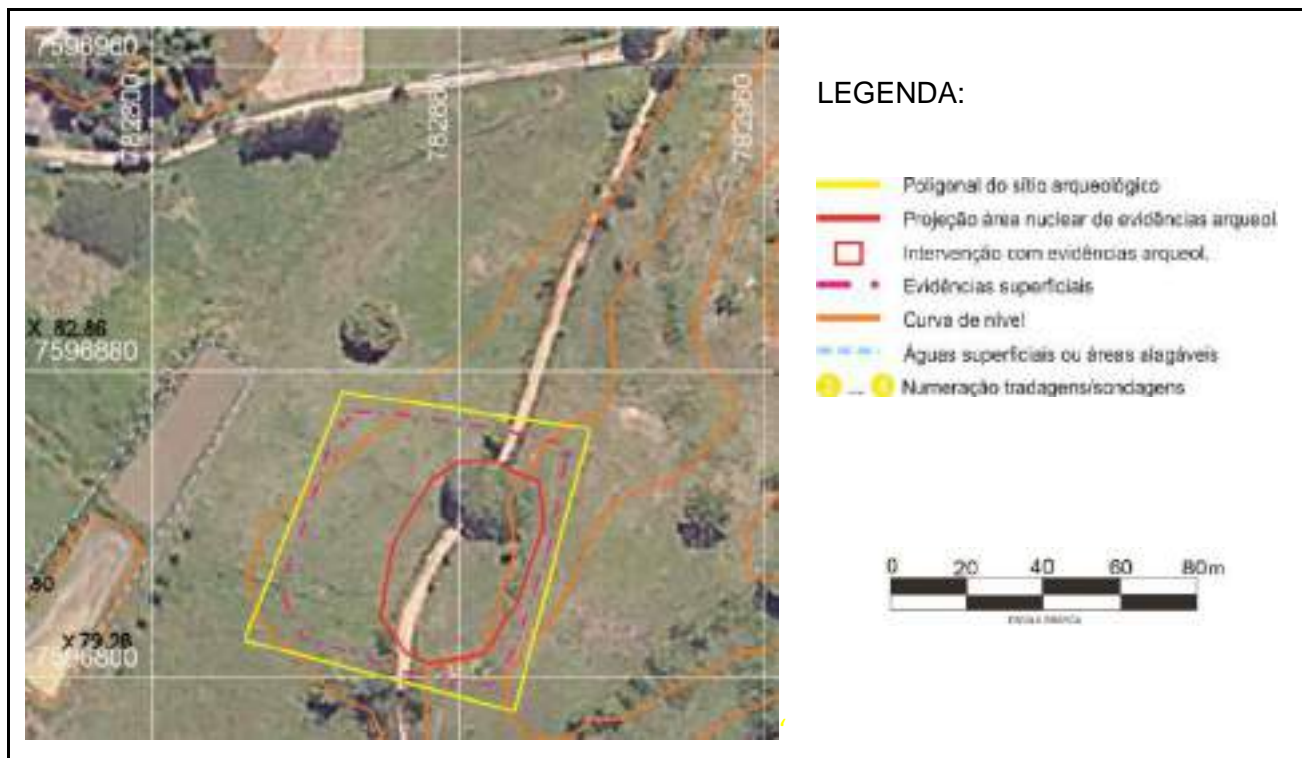 7596960
782800
782880
782960
LEGENDA:
Poligonal do sítio arqueológico
Projeção área nuclear de evidências arqueol.
Intervenção com evidências arqueol.
Evidências superficiais
Curva de nível
Águas superficiais ou áreas alagáveis
Numeração tradagens/sondagens
X 82.86
7596880
0 20 40 60 80m
80
X 79.28
7596800